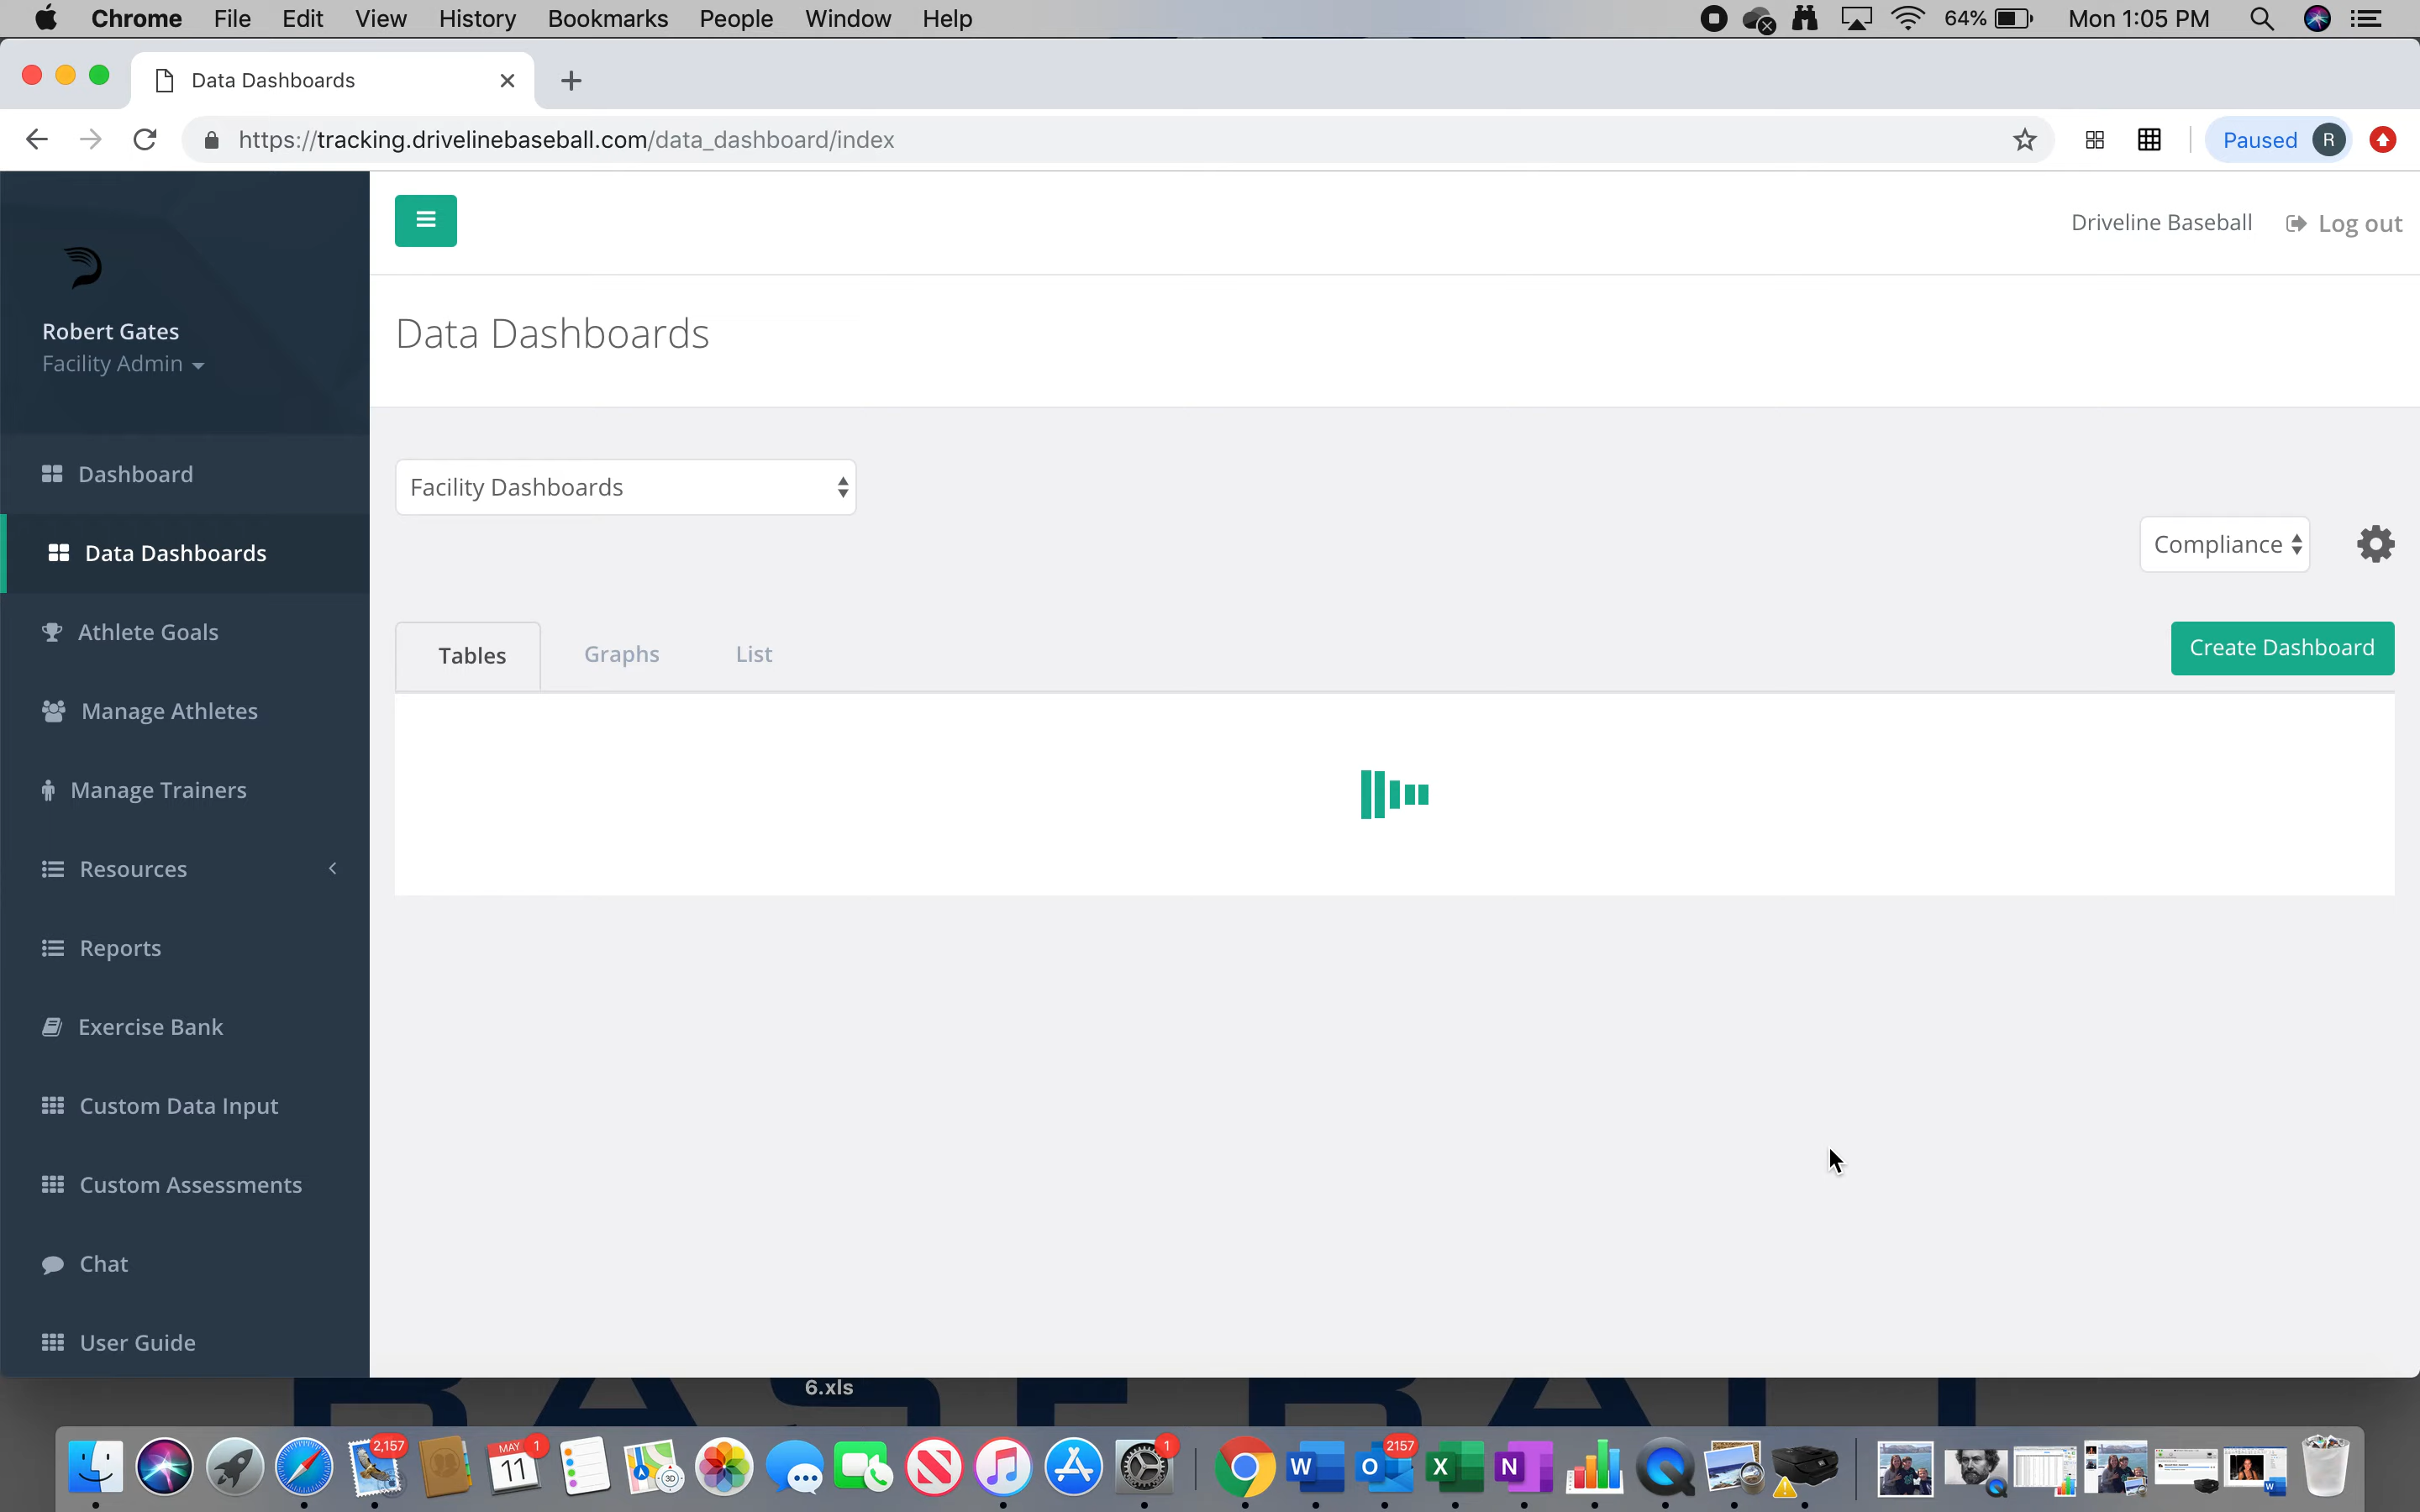 Chrome File Edit View History Bookmarks People Window Help 64% Mon 1:05 PM
Data Dashboards
https://tracking.drivelinebaseball.com/data_dashboard/index
Paused R
Driveline Baseball Log out
Robert Gates
Facility Admin
Data Dashboards
Dashboard
Data Dashboards
Athlete Goals
Manage Athletes
Manage Trainers
Resources
Reports
Exercise Bank
Custom Data Input
Custom Assessments
Chat
User Guide
Facility Dashboards
Compliance
Tables Graphs List
Create Dashboard
6.xls
BASEBALL
2,157 MAY 11 1 3D 1 W O 2157 X N